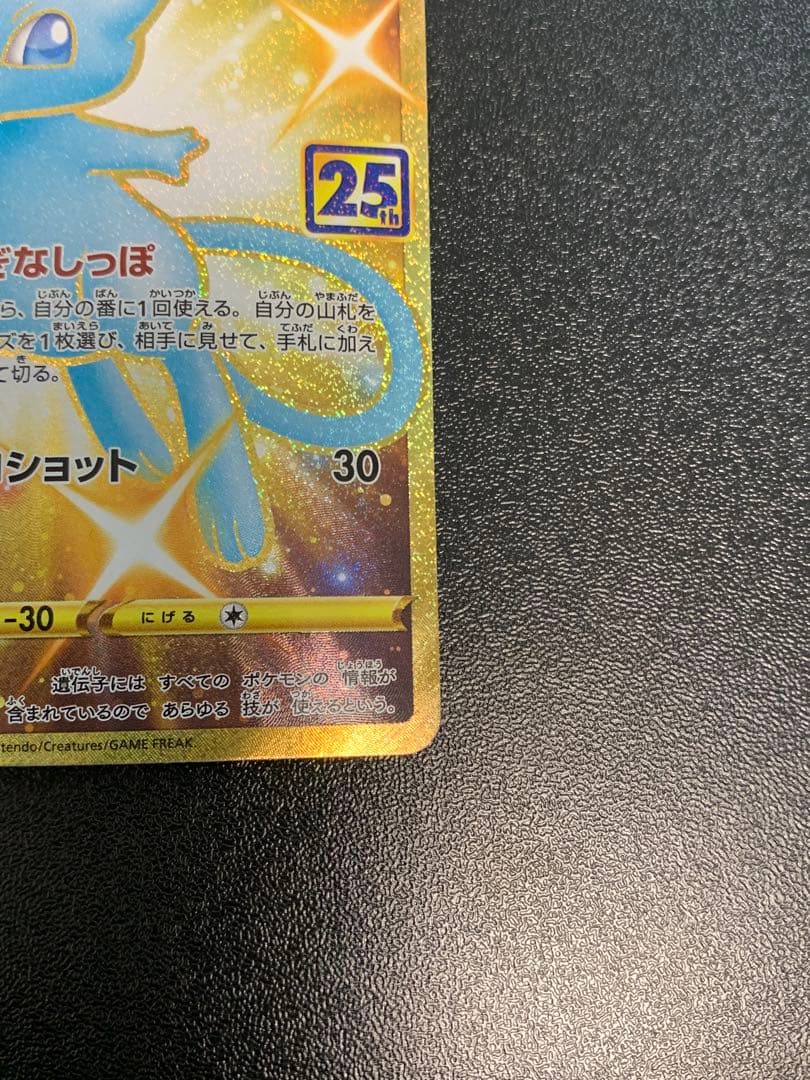 25th
ぎなしっぽ
ら、自分の番に1回使える。自分の山札を
ズを1枚選び、相手に見せて、手札に加え
て切る。
ショット 30
-30 にげる
遺伝子には すべての ポケモンの 情報が
含まれているので あらゆる 技が 使えるという。
tendo/Creatures/GAME FREAK